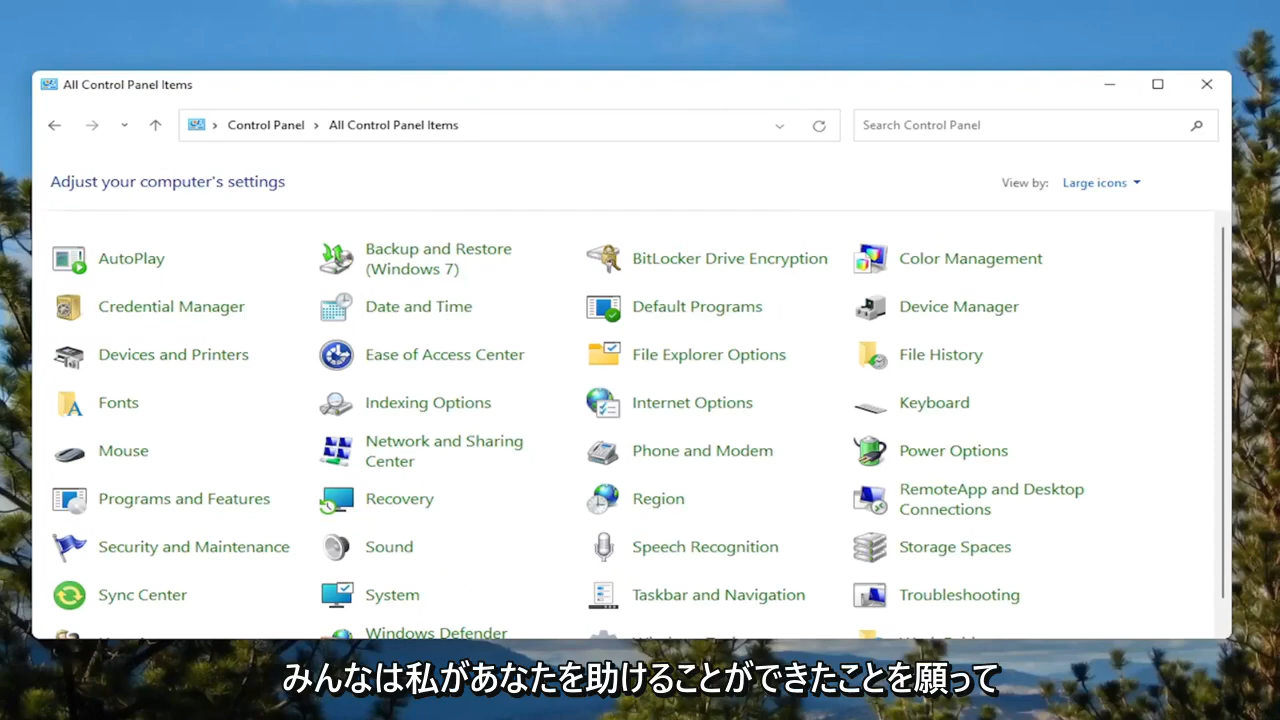 All Control Panel Items
Control Panel › All Control Panel Items
Search Control Panel
Adjust your computer's settings
View by: Large icons
AutoPlay
Backup and Restore
(Windows 7)
BitLocker Drive Encryption
Color Management
Credential Manager
Date and Time
Default Programs
Device Manager
Devices and Printers
Ease of Access Center
File Explorer Options
File History
Fonts
Indexing Options
Internet Options
Keyboard
Mouse
Network and Sharing
Center
Phone and Modem
Power Options
Programs and Features
Recovery
Region
RemoteApp and Desktop
Connections
Security and Maintenance
Sound
Speech Recognition
Storage Spaces
Sync Center
System
Taskbar and Navigation
Troubleshooting
Windows Defender
みんなは私があなたを助けることができたことを願って